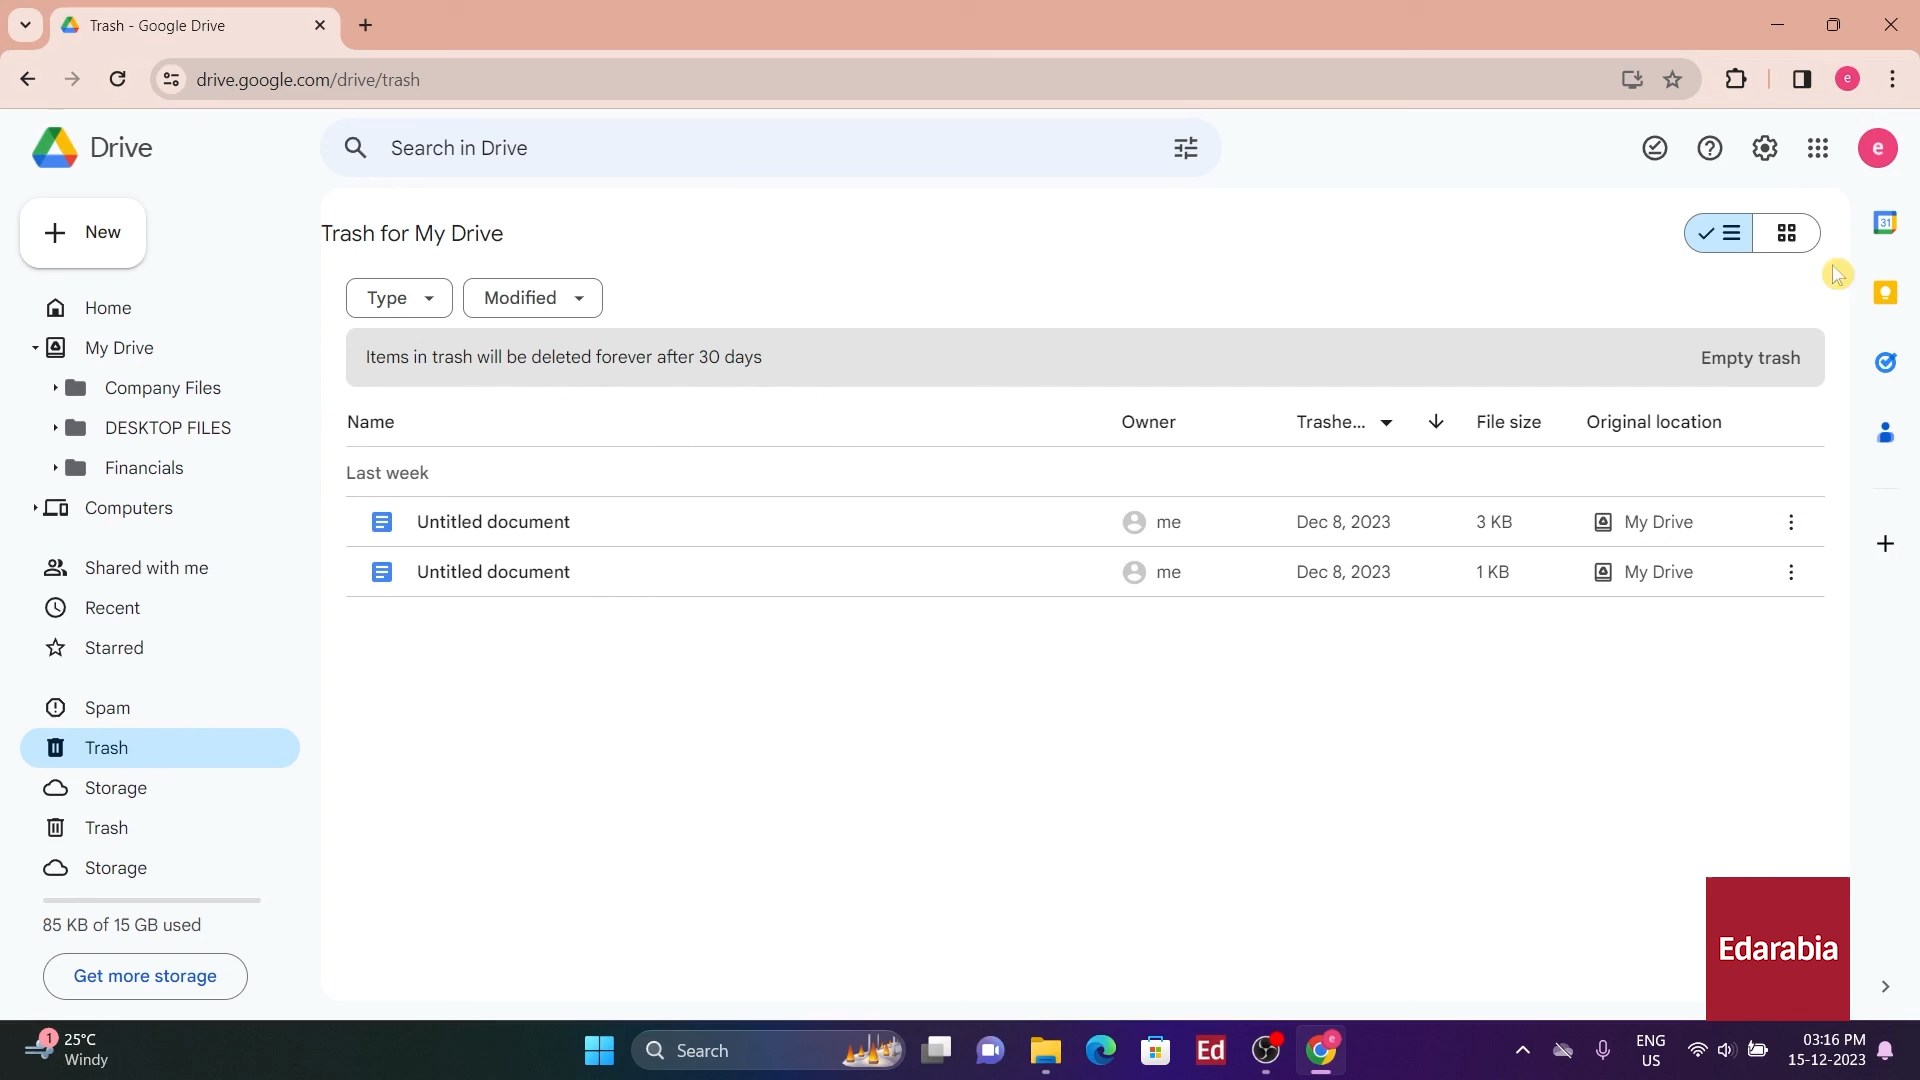 Trash - Google Drive
drive.google.com/drive/trash
e
Drive
Search in Drive
e
New
Trash for My Drive
31
Home
Type
Modified
My Drive
Items in trash will be deleted forever after 30 days
Empty trash
Company Files
Name
Owner
Trashe...
File size
Original location
DESKTOP FILES
Financials
Last week
Computers
Untitled document
me
Dec 8, 2023
3 KB
My Drive
Shared with me
Untitled document
me
Dec 8, 2023
1 KB
My Drive
Recent
Starred
Spam
Trash
Storage
Trash
Storage
85 KB of 15 GB used
Edarabia
Get more storage
1
25°C
Windy
Search
Ed
e
ENG
US
03:16 PM
15-12-2023